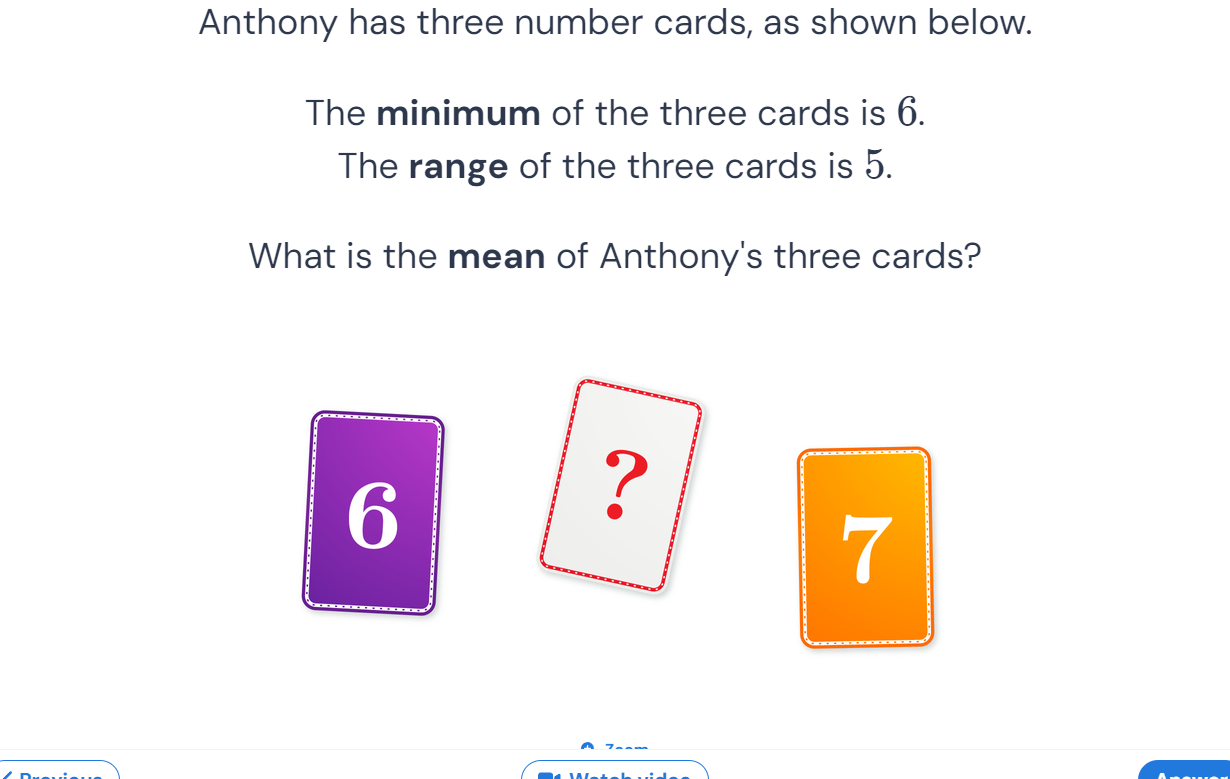 Anthony has three number cards, as shown below.
The minimum of the three cards is 6.
The range of the three cards is 5.
What is the mean of Anthony's three cards?
6
?
7
Zoom
Previous
Watch video
Answer